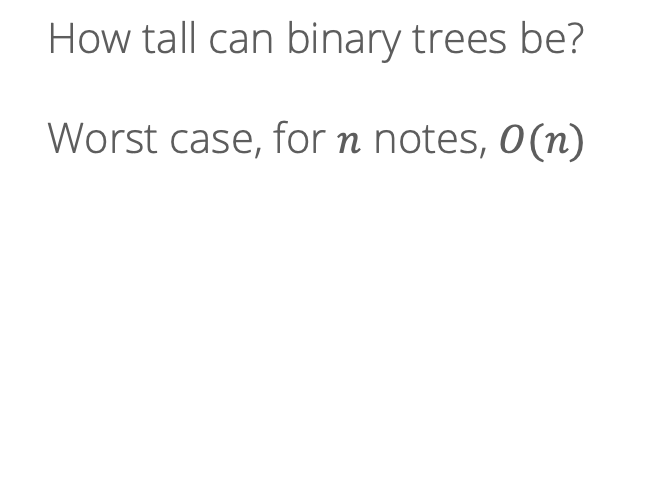 How tall can binary trees be?
Worst case, for n notes, O(n)